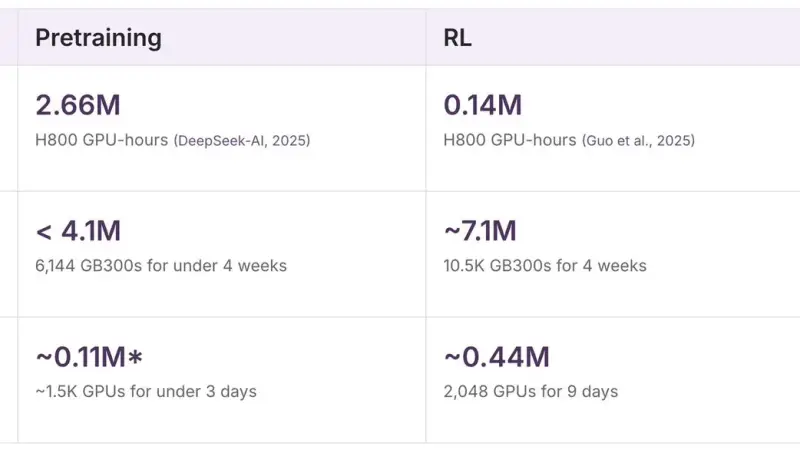 Pretraining
RL
2.66M
H800 GPU-hours (DeepSeek-AI, 2025)
0.14M
H800 GPU-hours (Guo et al., 2025)
< 4.1M
6,144 GB300s for under 4 weeks
~7.1M
10.5K GB300s for 4 weeks
~0.11M*
~1.5K GPUs for under 3 days
~0.44M
2,048 GPUs for 9 days